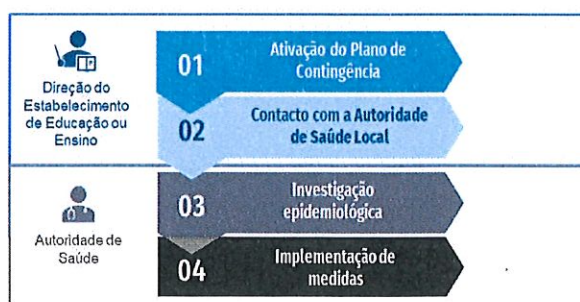 Direção do
Estabelecimento
de Educação ou
Ensino
01
Ativação do Plano de
Contingência
02
Contacto com a Autoridade
de Saúde Local
Autoridade de
Saúde
03
Investigação
epidemiológica
04
Implementação de
medidas